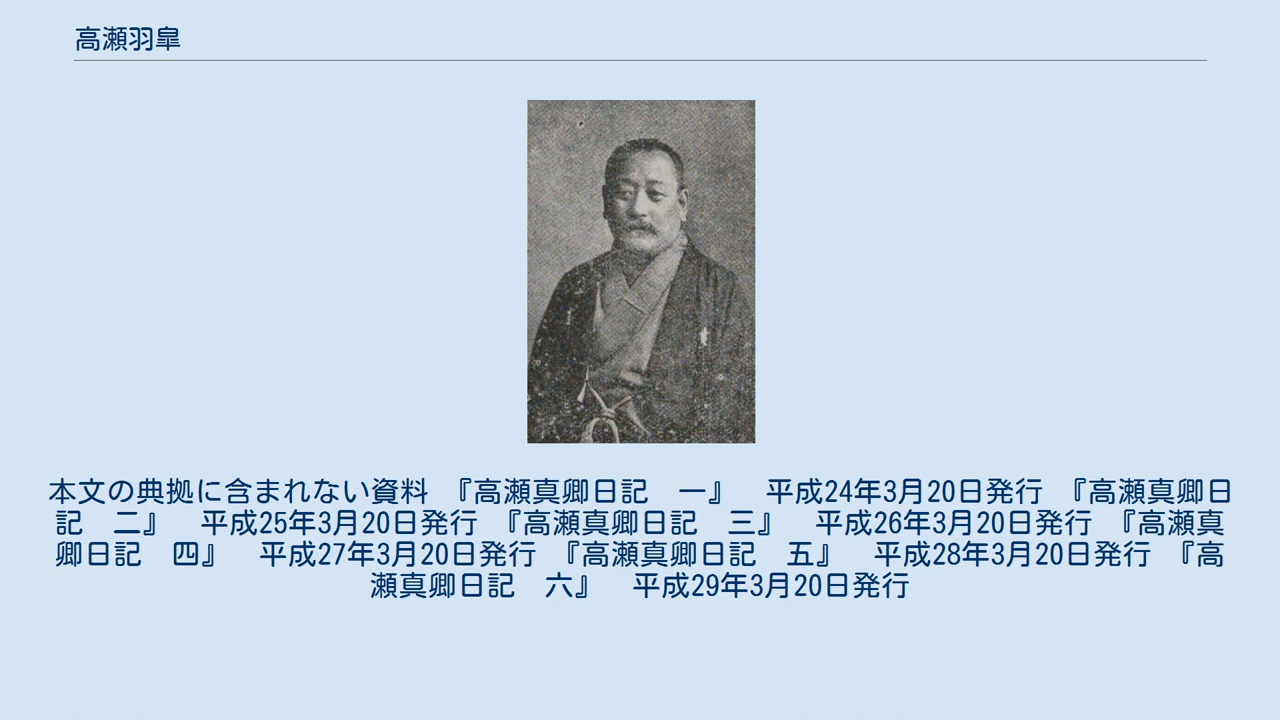 高瀬羽皐
本文の典拠に含まれない資料 『高瀬真卿日記　一』　平成24年3月20日発行 『高瀬真卿日
記　二』　平成25年3月20日発行 『高瀬真卿日記　三』　平成26年3月20日発行 『高瀬真
卿日記　四』　平成27年3月20日発行 『高瀬真卿日記　五』　平成28年3月20日発行 『高
瀬真卿日記　六』　平成29年3月20日発行